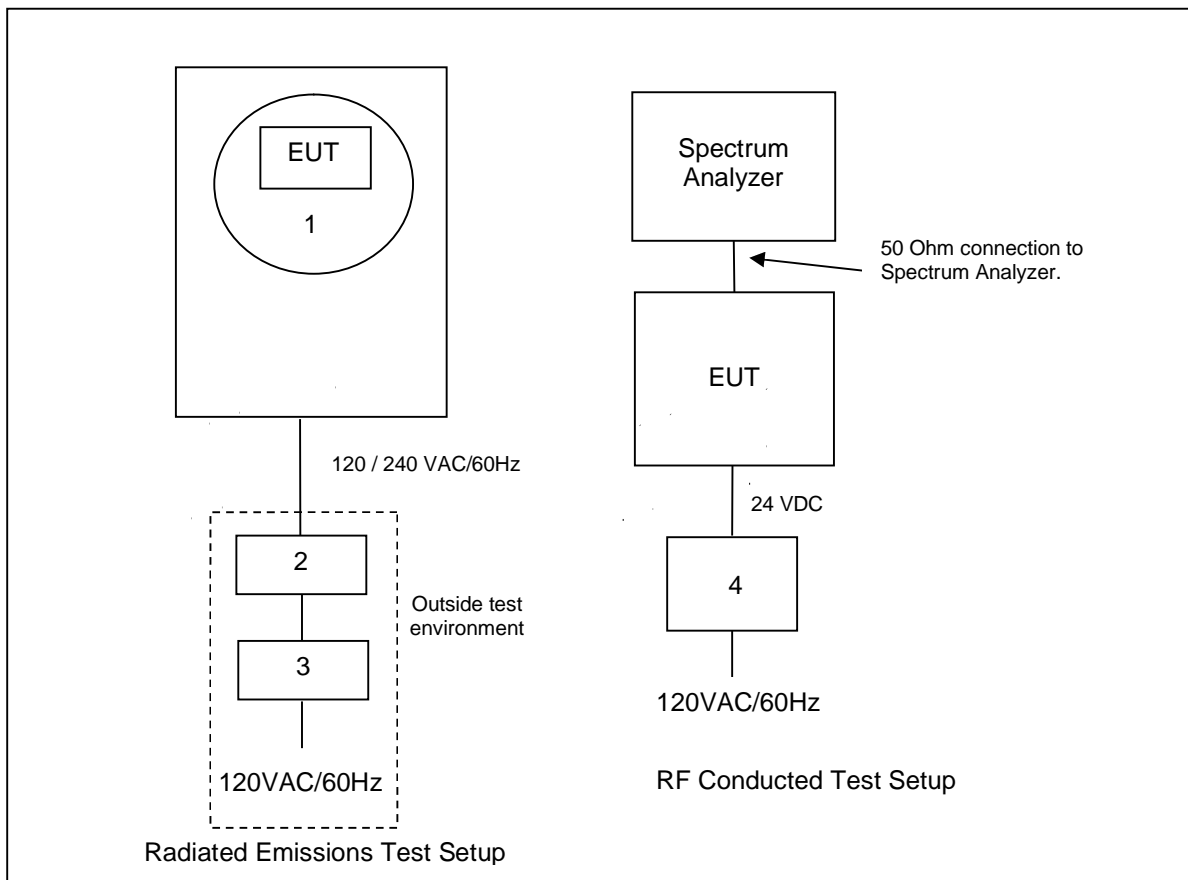 EUT
1
120 / 240 VAC/60Hz
2
Outside test
environment
3
120VAC/60Hz
Radiated Emissions Test Setup
Spectrum
Analyzer
50 Ohm connection to
Spectrum Analyzer.
EUT
24 VDC
4
120VAC/60Hz
RF Conducted Test Setup